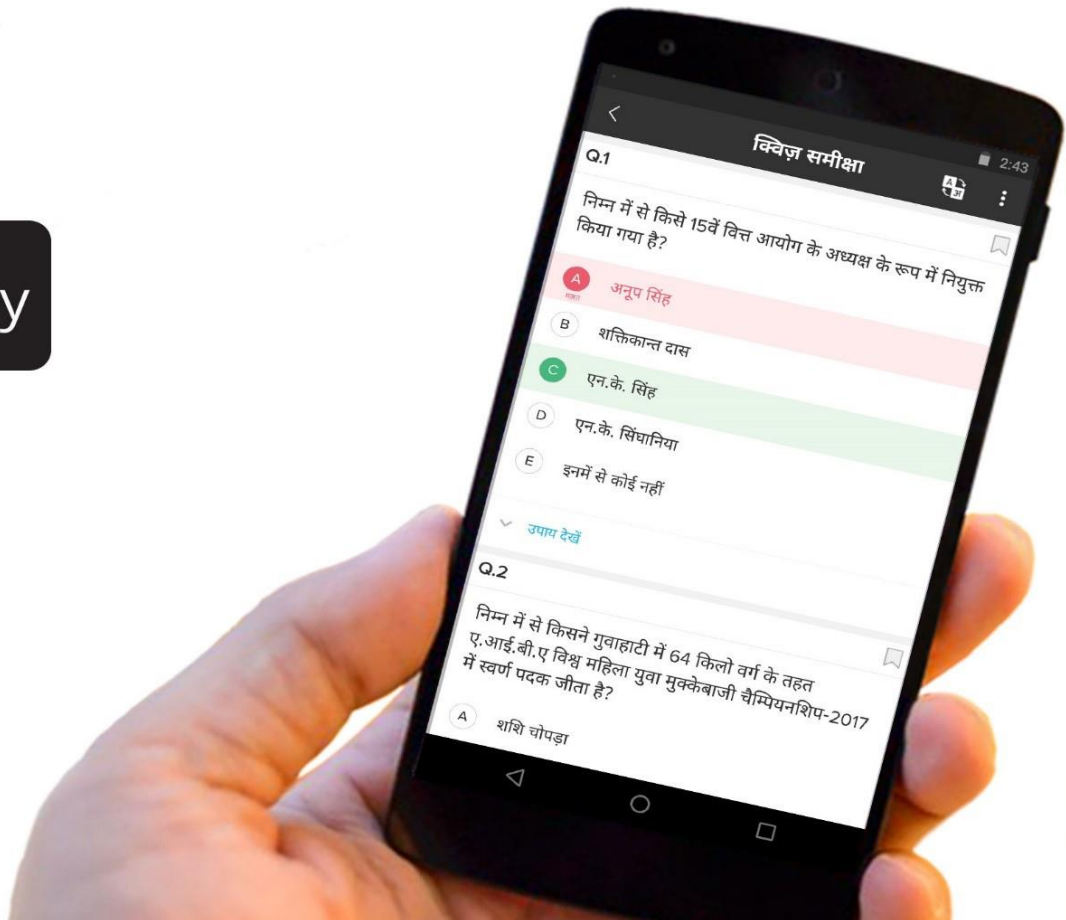 y
2:43
क्विज़ समीक्षा
Q.1
निम्न में से किसे 15वें वित्त आयोग के अध्यक्ष के रूप में नियुक्त
किया गया है?
A अनूप सिंह
गलत
B शक्तिकान्त दास
C एन.के. सिंह
D एन.के. सिंघानिया
E इनमें से कोई नहीं
उपाय देखें
Q.2
निम्न में से किसने गुवाहाटी में 64 किलो वर्ग के तहत
ए.आई.बी.ए विश्व महिला युवा मुक्केबाजी चैम्पियनशिप-2017
में स्वर्ण पदक जीता है?
A शशि चोपड़ा